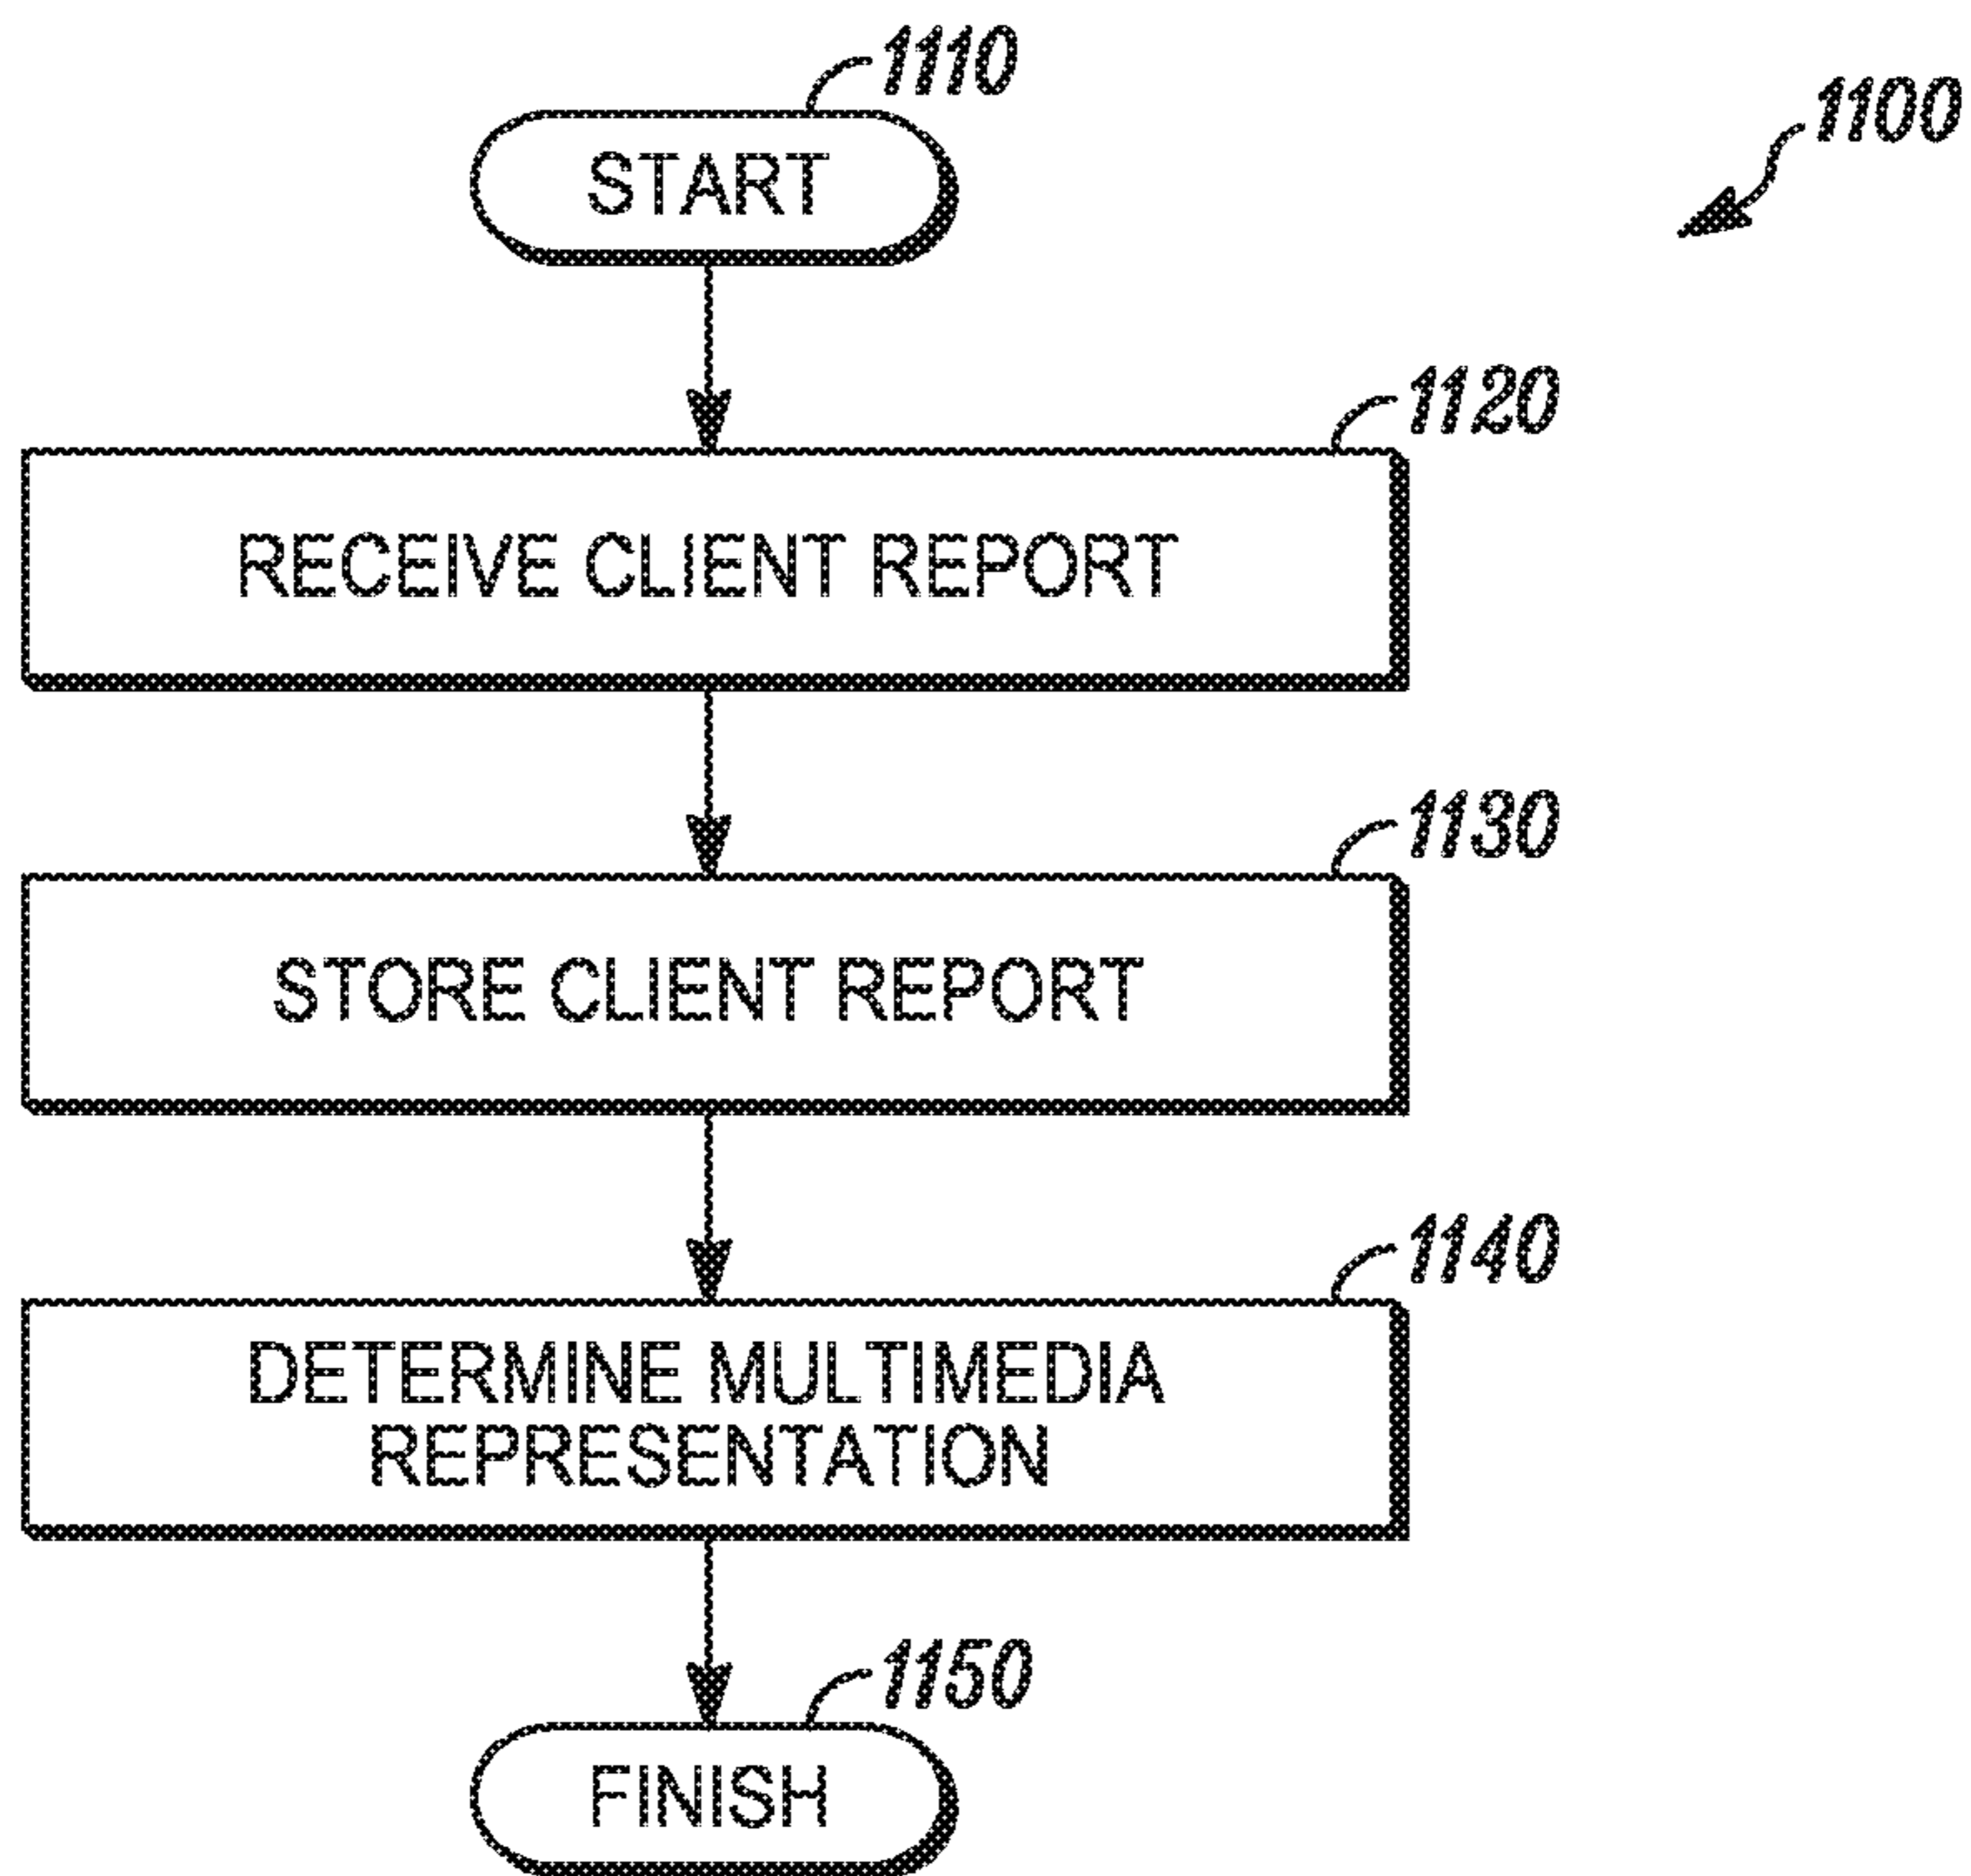 1110
1100
START
1120
RECEIVE CLIENT REPORT
1130
STORE CLIENT REPORT
1140
DETERMINE MULTIMEDIA
REPRESENTATION
1150
FINISH